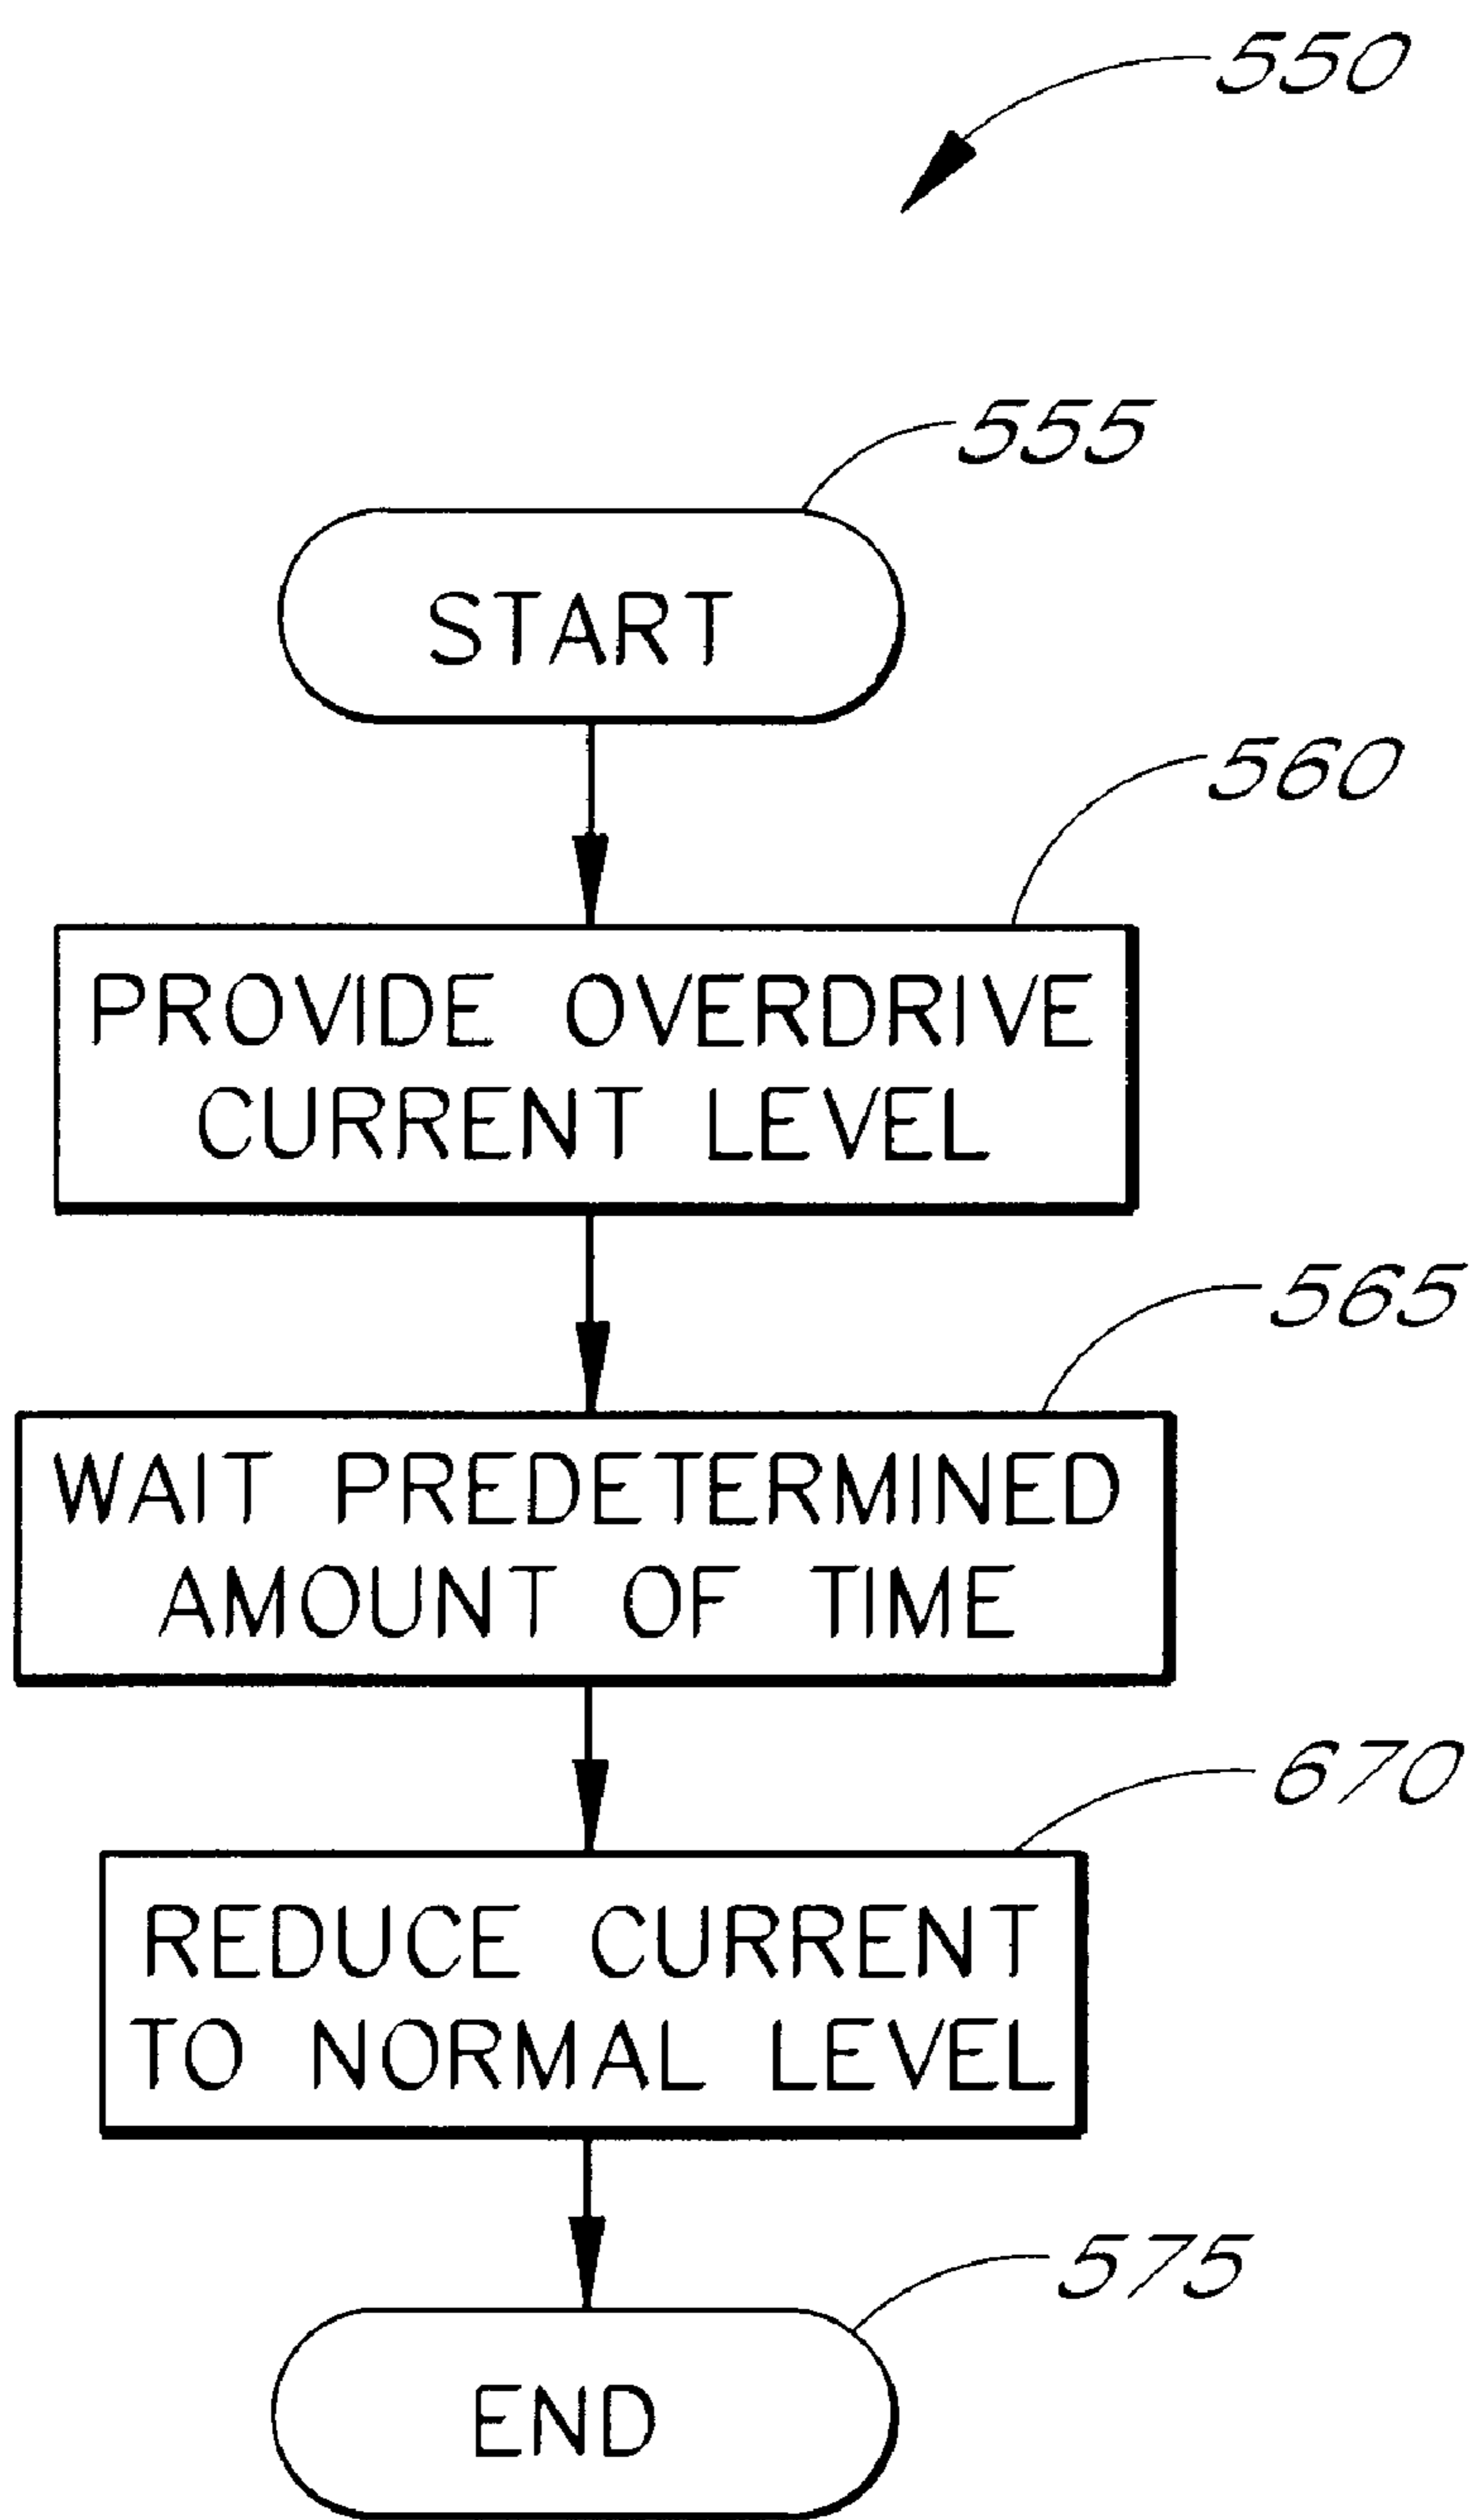 550
555
START
560
PROVIDE OVERDRIVE
CURRENT LEVEL
565
WAIT PREDETERMINED
AMOUNT OF TIME
670
REDUCE CURRENT
TO NORMAL LEVEL
575
END